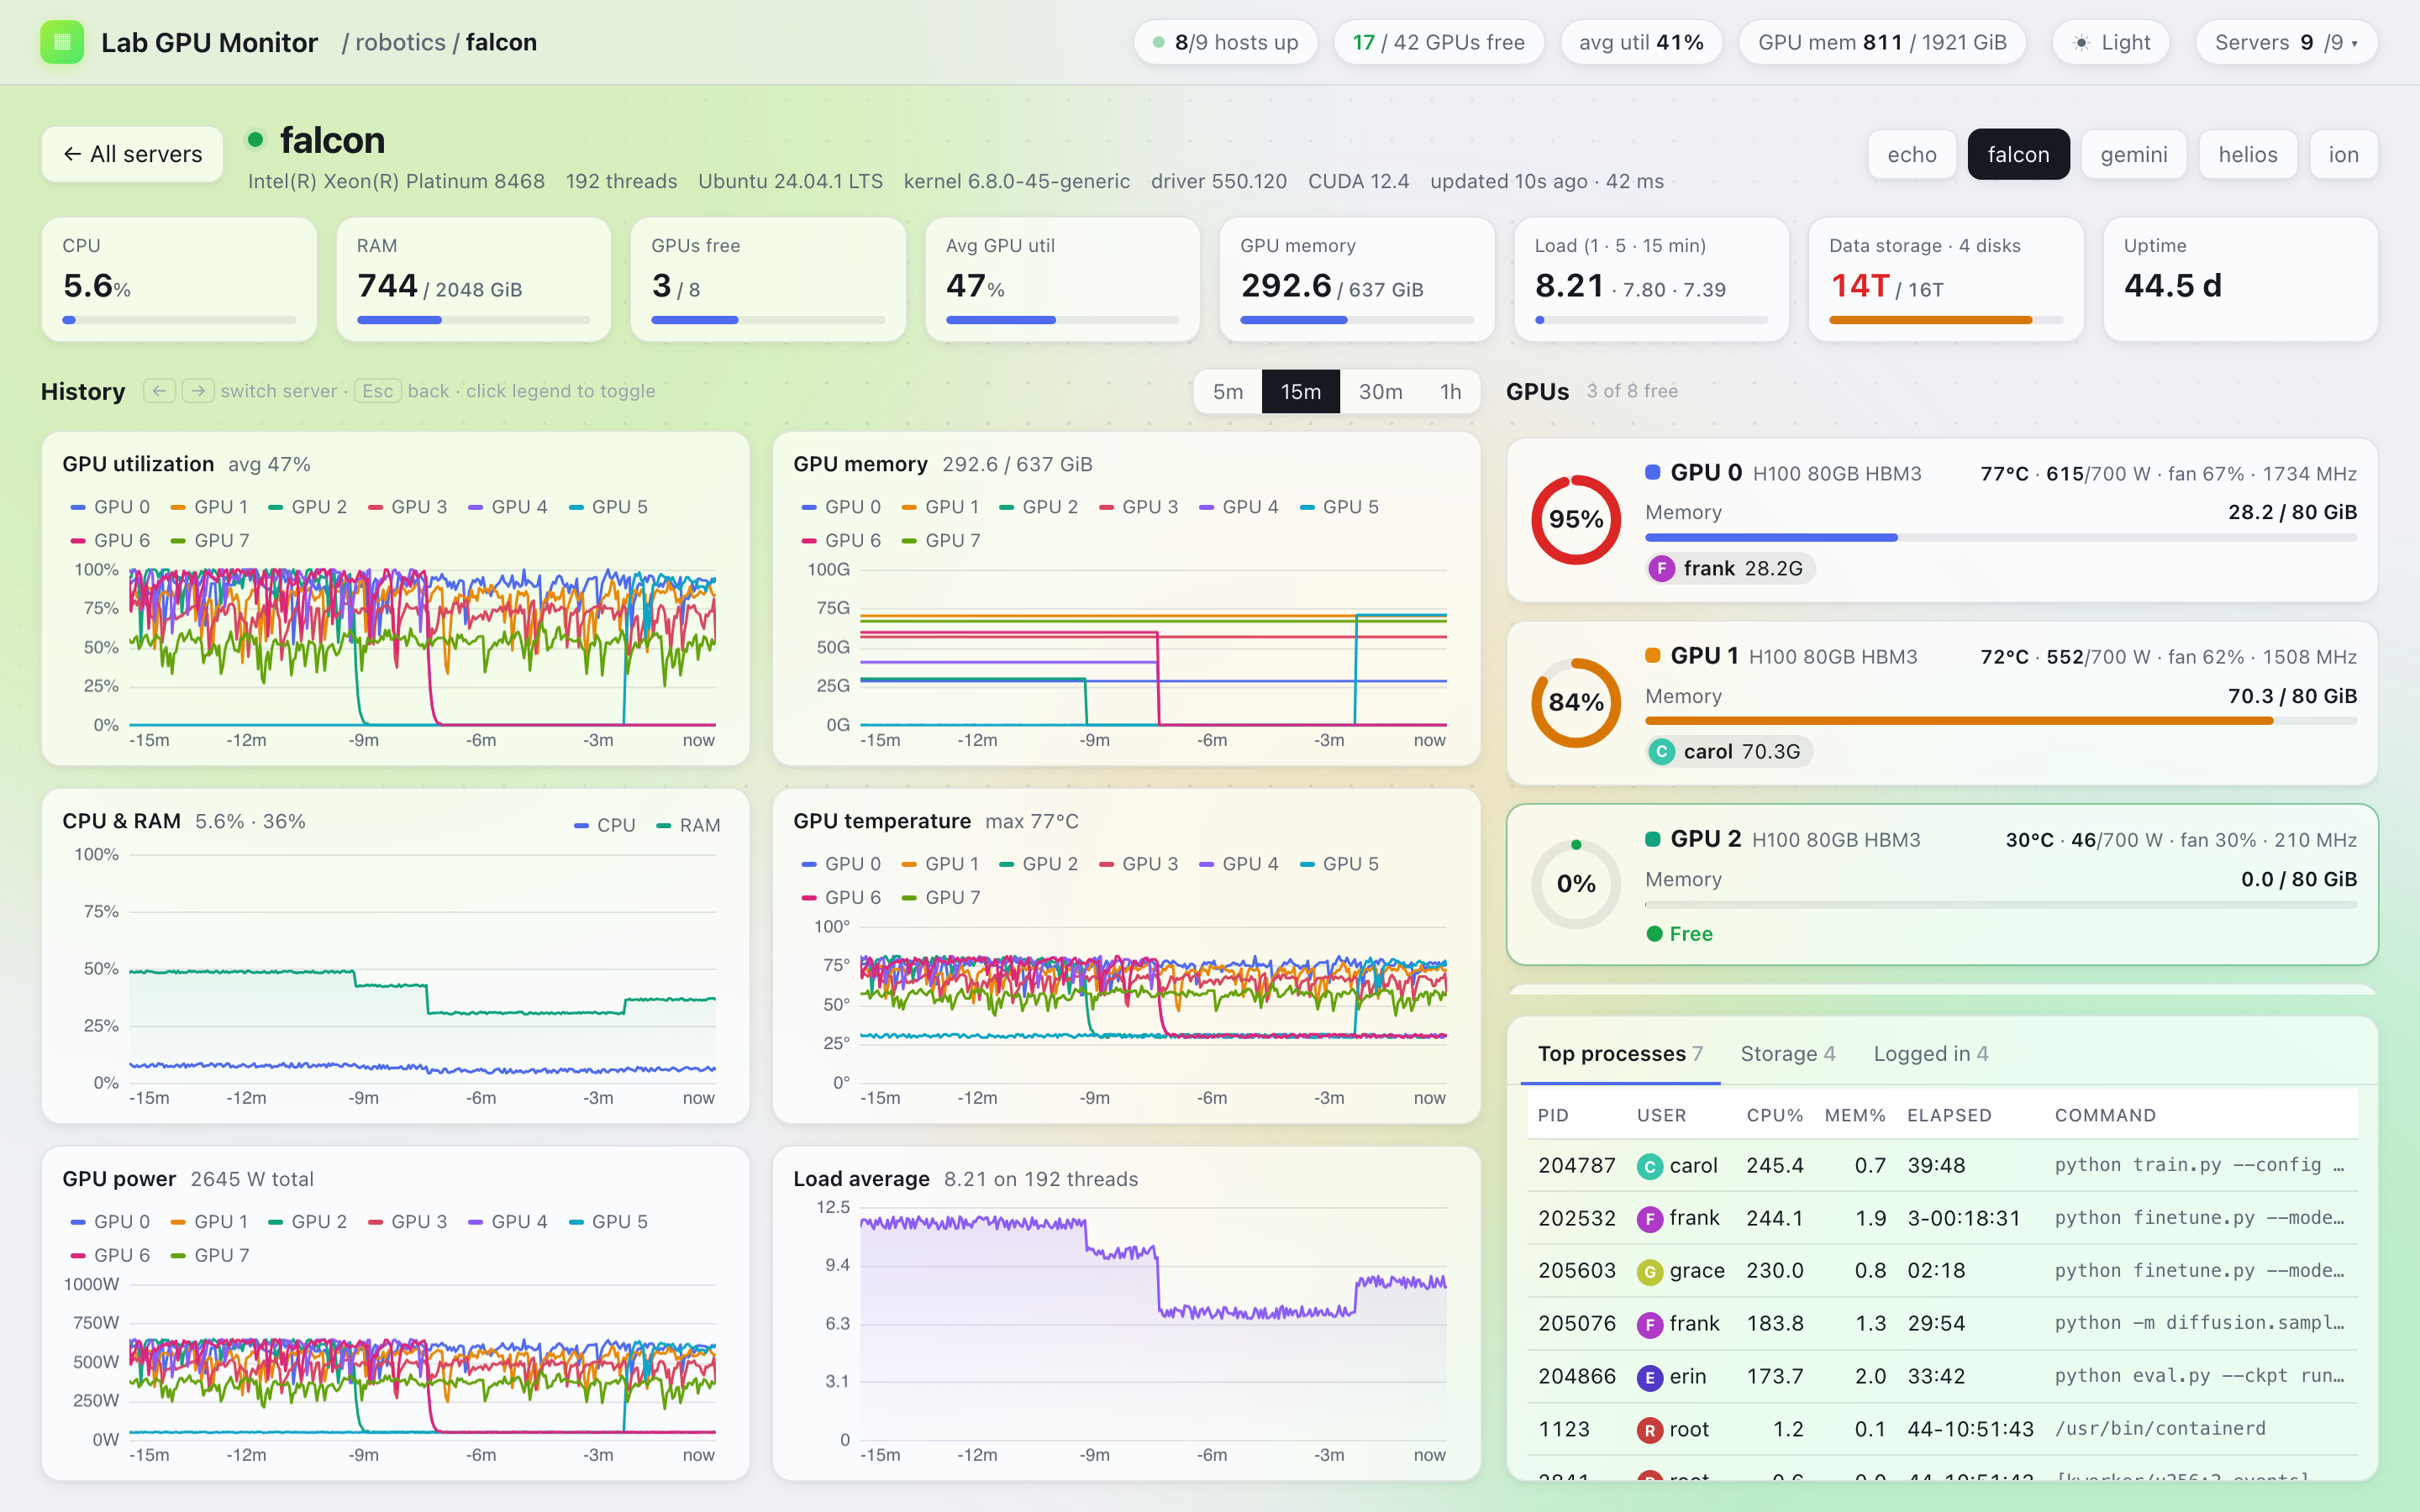 Lab GPU Monitor / robotics / falcon
8/9 hosts up
17 / 42 GPUs free
avg util 41%
GPU mem 811 / 1921 GiB
Light
Servers 9 /9 ▾
← All servers
falcon
Intel(R) Xeon(R) Platinum 8468 192 threads Ubuntu 24.04.1 LTS kernel 6.8.0-45-generic driver 550.120 CUDA 12.4 updated 10s ago · 42 ms
echo falcon gemini helios ion
CPU
5.6%
RAM
744 / 2048 GiB
GPUs free
3 / 8
Avg GPU util
47%
GPU memory
292.6 / 637 GiB
Load (1 · 5 · 15 min)
8.21 · 7.80 · 7.39
Data storage · 4 disks
14T / 16T
Uptime
44.5 d
History ← → switch server · Esc back · click legend to toggle
5m 15m 30m 1h
GPU utilization avg 47%
GPU 0 GPU 1 GPU 2 GPU 3 GPU 4 GPU 5
GPU 6 GPU 7
100%
75%
50%
25%
0%
-15m -12m -9m -6m -3m now
GPU memory 292.6 / 637 GiB
GPU 0 GPU 1 GPU 2 GPU 3 GPU 4 GPU 5
GPU 6 GPU 7
100G
75G
50G
25G
0G
-15m -12m -9m -6m -3m now
CPU & RAM 5.6% · 36%
CPU RAM
100%
75%
50%
25%
0%
-15m -12m -9m -6m -3m now
GPU temperature max 77°C
GPU 0 GPU 1 GPU 2 GPU 3 GPU 4 GPU 5
GPU 6 GPU 7
100°
75°
50°
25°
0°
-15m -12m -9m -6m -3m now
GPU power 2645 W total
GPU 0 GPU 1 GPU 2 GPU 3 GPU 4 GPU 5
GPU 6 GPU 7
1000W
750W
500W
250W
0W
-15m -12m -9m -6m -3m now
Load average 8.21 on 192 threads
12.5
9.4
6.3
3.1
0
-15m -12m -9m -6m -3m now
GPUs 3 of 8 free
95%
GPU 0 H100 80GB HBM3 77°C · 615/700 W · fan 67% · 1734 MHz
Memory 28.2 / 80 GiB
F frank 28.2G
84%
GPU 1 H100 80GB HBM3 72°C · 552/700 W · fan 62% · 1508 MHz
Memory 70.3 / 80 GiB
C carol 70.3G
0%
GPU 2 H100 80GB HBM3 30°C · 46/700 W · fan 30% · 210 MHz
Memory 0.0 / 80 GiB
Free
Top processes 7 Storage 4 Logged in 4
PID USER CPU% MEM% ELAPSED COMMAND
204787 C carol 245.4 0.7 39:48 python train.py --config …
202532 F frank 244.1 1.9 3-00:18:31 python finetune.py --mode…
205603 G grace 230.0 0.8 02:18 python finetune.py --mode…
205076 F frank 183.8 1.3 29:54 python -m diffusion.sampl…
204866 E erin 173.7 2.0 33:42 python eval.py --ckpt run…
1123 R root 1.2 0.1 44-10:51:43 /usr/bin/containerd